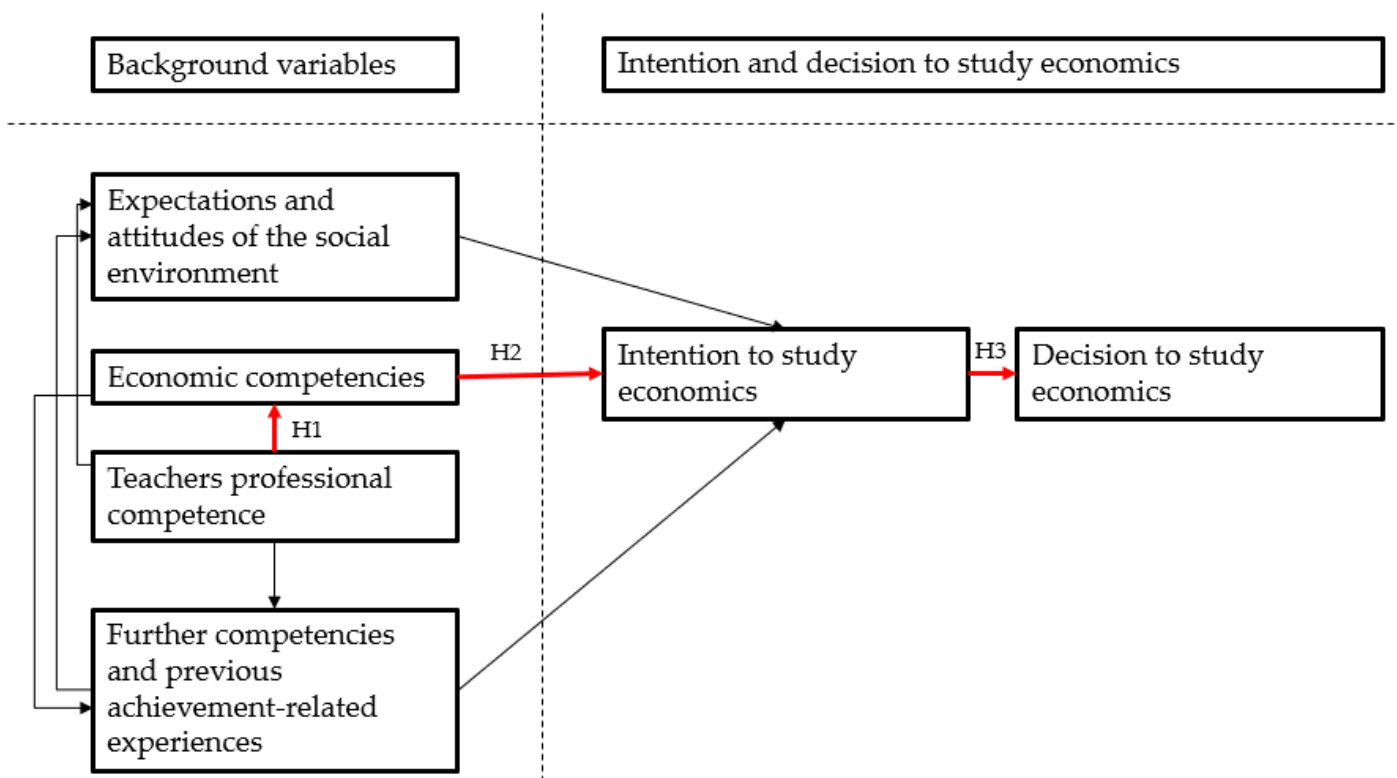 Background variables
Intention and decision to study economics
Expectations and
attitudes of the social
environment
Economic competencies
H2
Intention to study
economics
H3
Decision to study
economics
H1
Teachers professional
competence
Further competencies
and previous
achievement-related
experiences